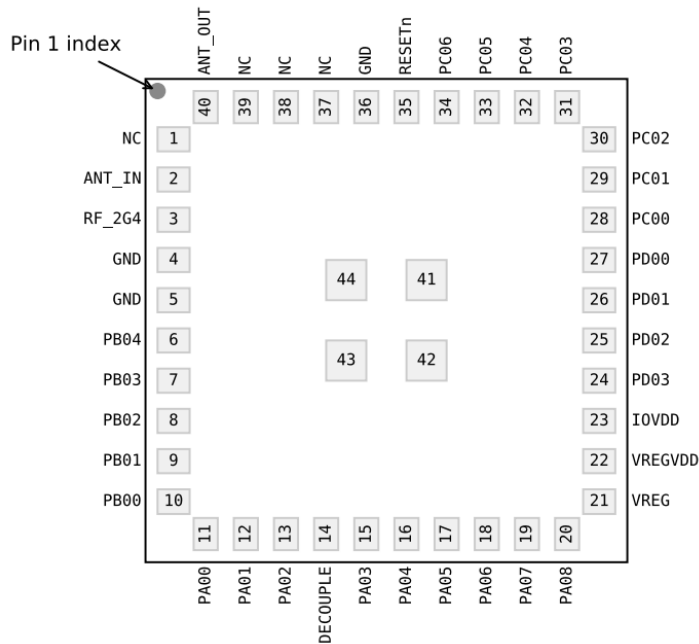 Pin 1 index
ANT_OUT
NC
NC
NC
GND
RESETn
PC06
PC05
PC04
PC03
40
39
38
37
36
35
34
33
32
31
NC 1
ANT_IN 2
RF_2G4 3
GND 4
GND 5
PB04 6
PB03 7
PB02 8
PB01 9
PB00 10
44 41
43 42
30 PC02
29 PC01
28 PC00
27 PD00
26 PD01
25 PD02
24 PD03
23 IOVDD
22 VREGVDD
21 VREG
11
12
13
14
15
16
17
18
19
20
PA00
PA01
PA02
DECOUPLE
PA03
PA04
PA05
PA06
PA07
PA08